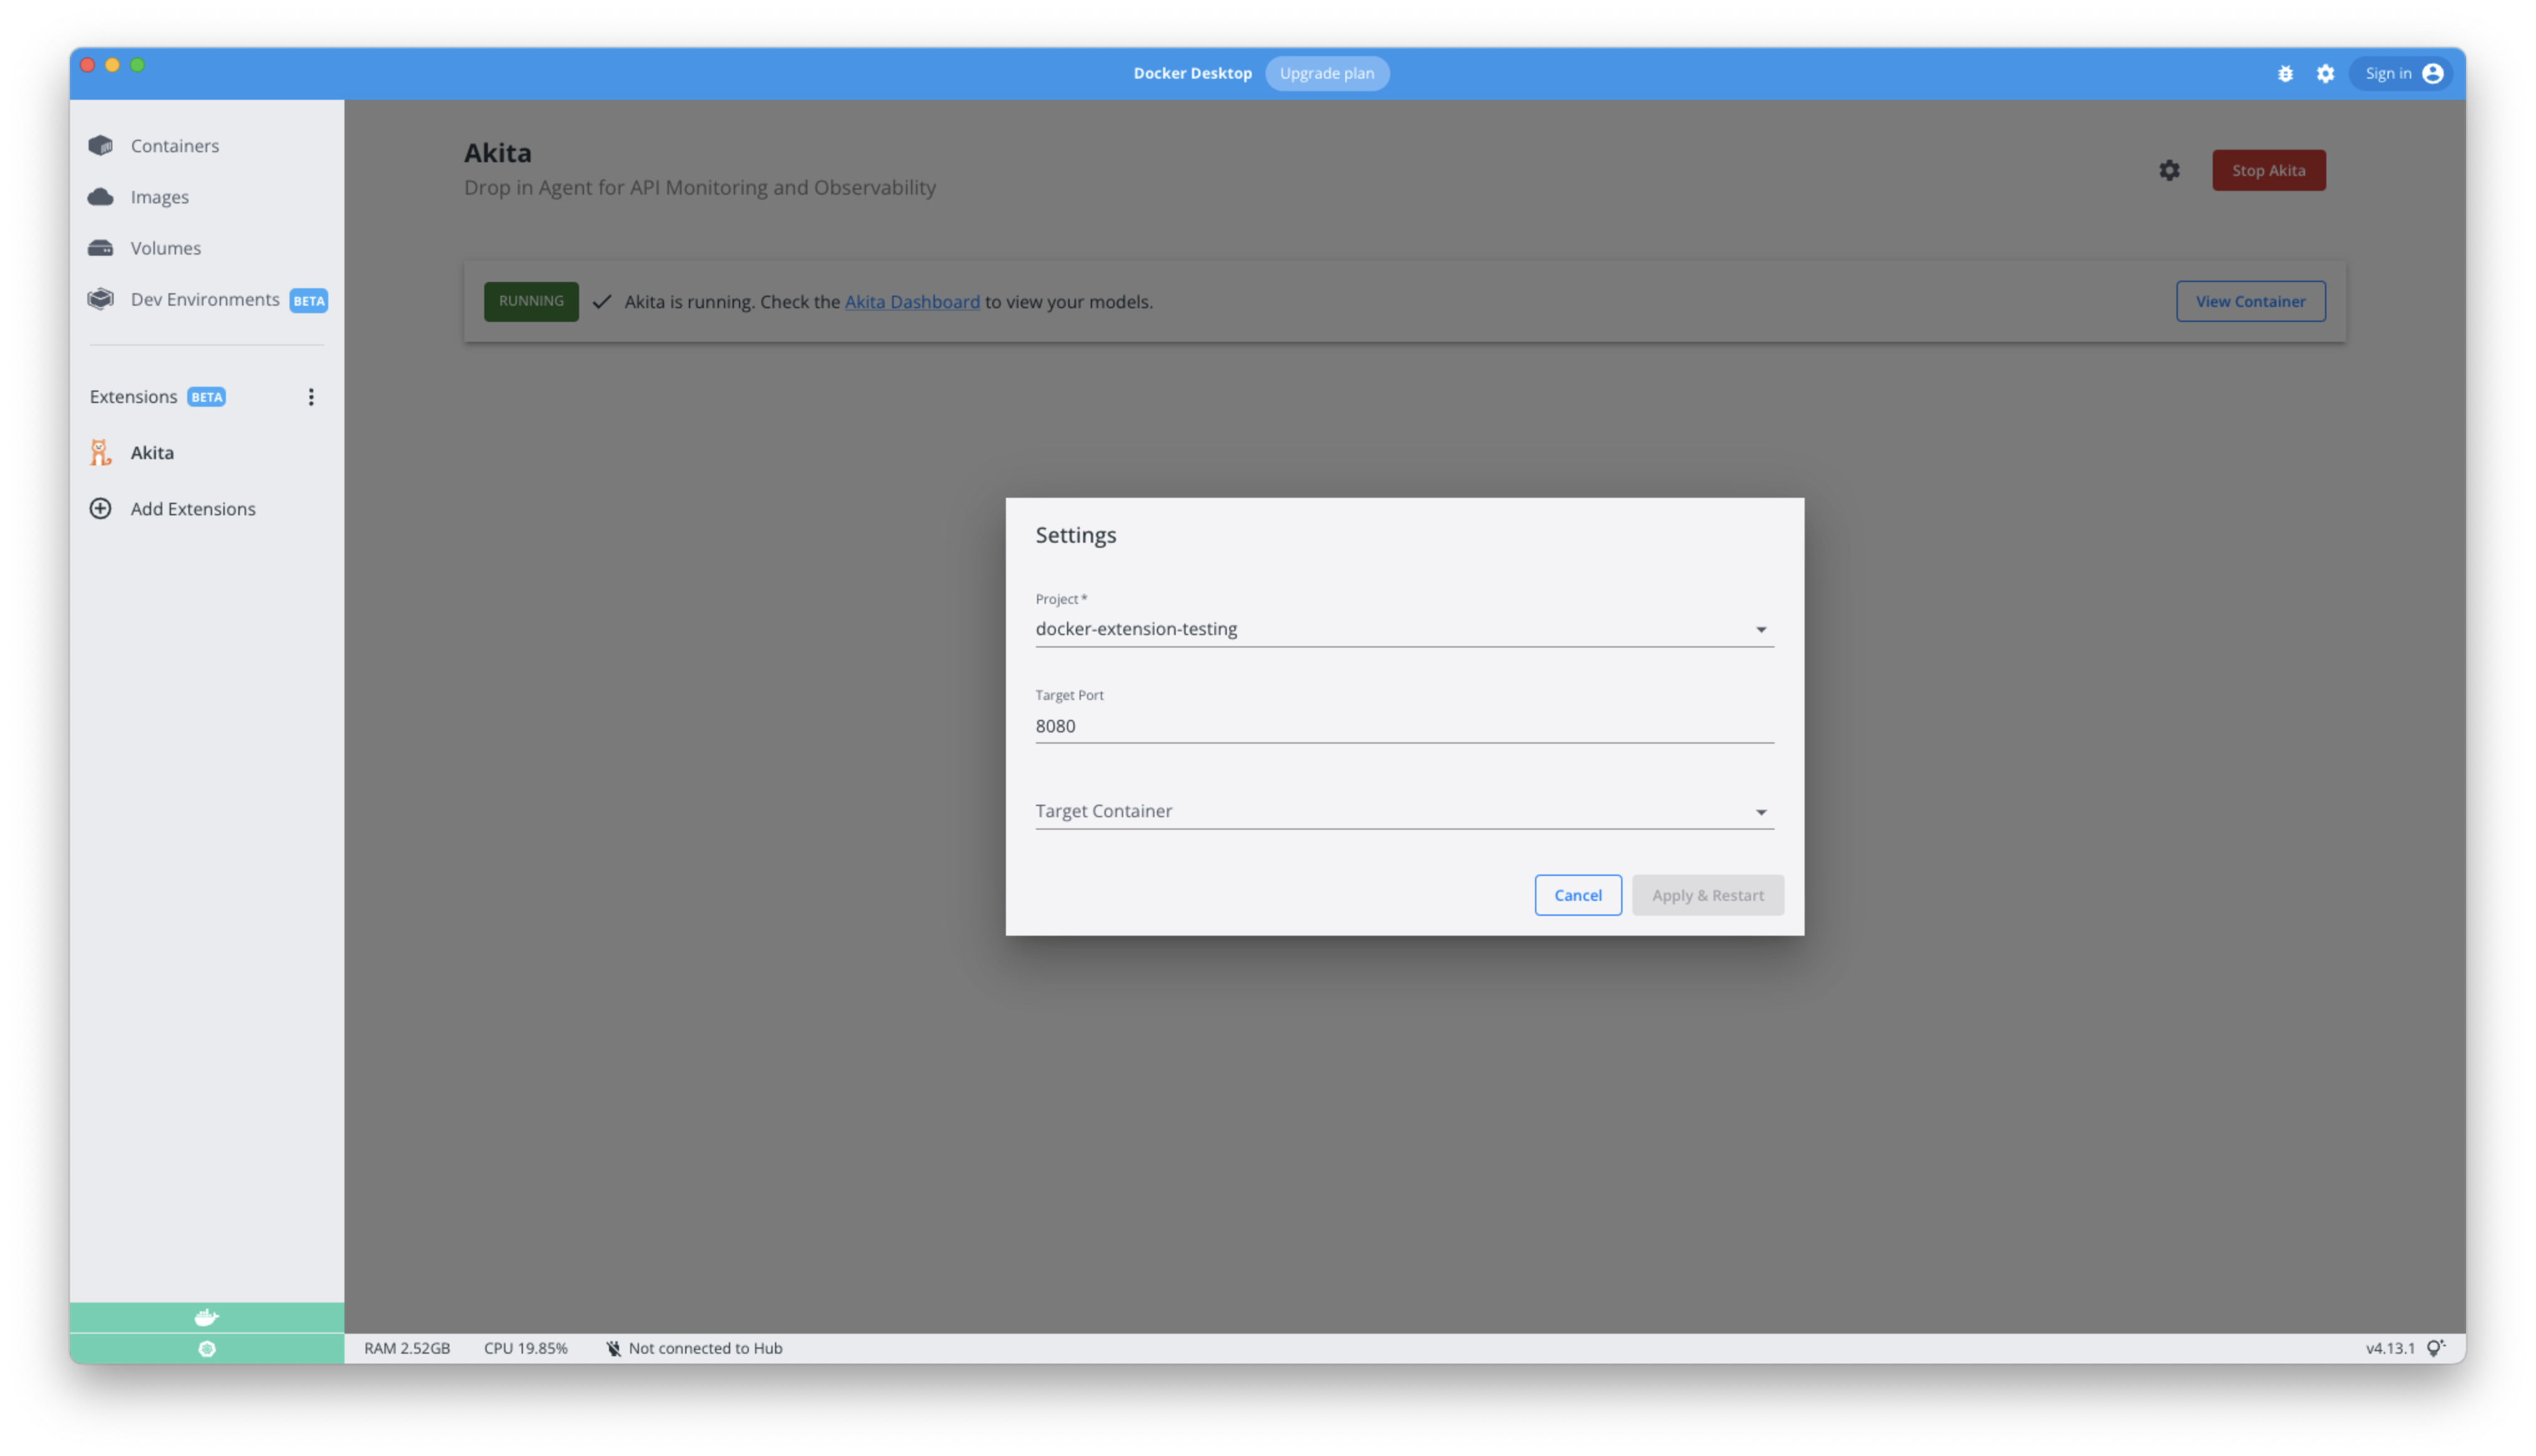 Docker Desktop Upgrade plan Sign in
Containers
Images
Volumes
Dev Environments BETA
Extensions BETA
Akita
Add Extensions
Akita
Drop in Agent for API Monitoring and Observability
Stop Akita
RUNNING Akita is running. Check the Akita Dashboard to view your models. View Container
Settings
Project *
docker-extension-testing
Target Port
8080
Target Container
Cancel Apply & Restart
RAM 2.52GB CPU 19.85% Not connected to Hub v4.13.1